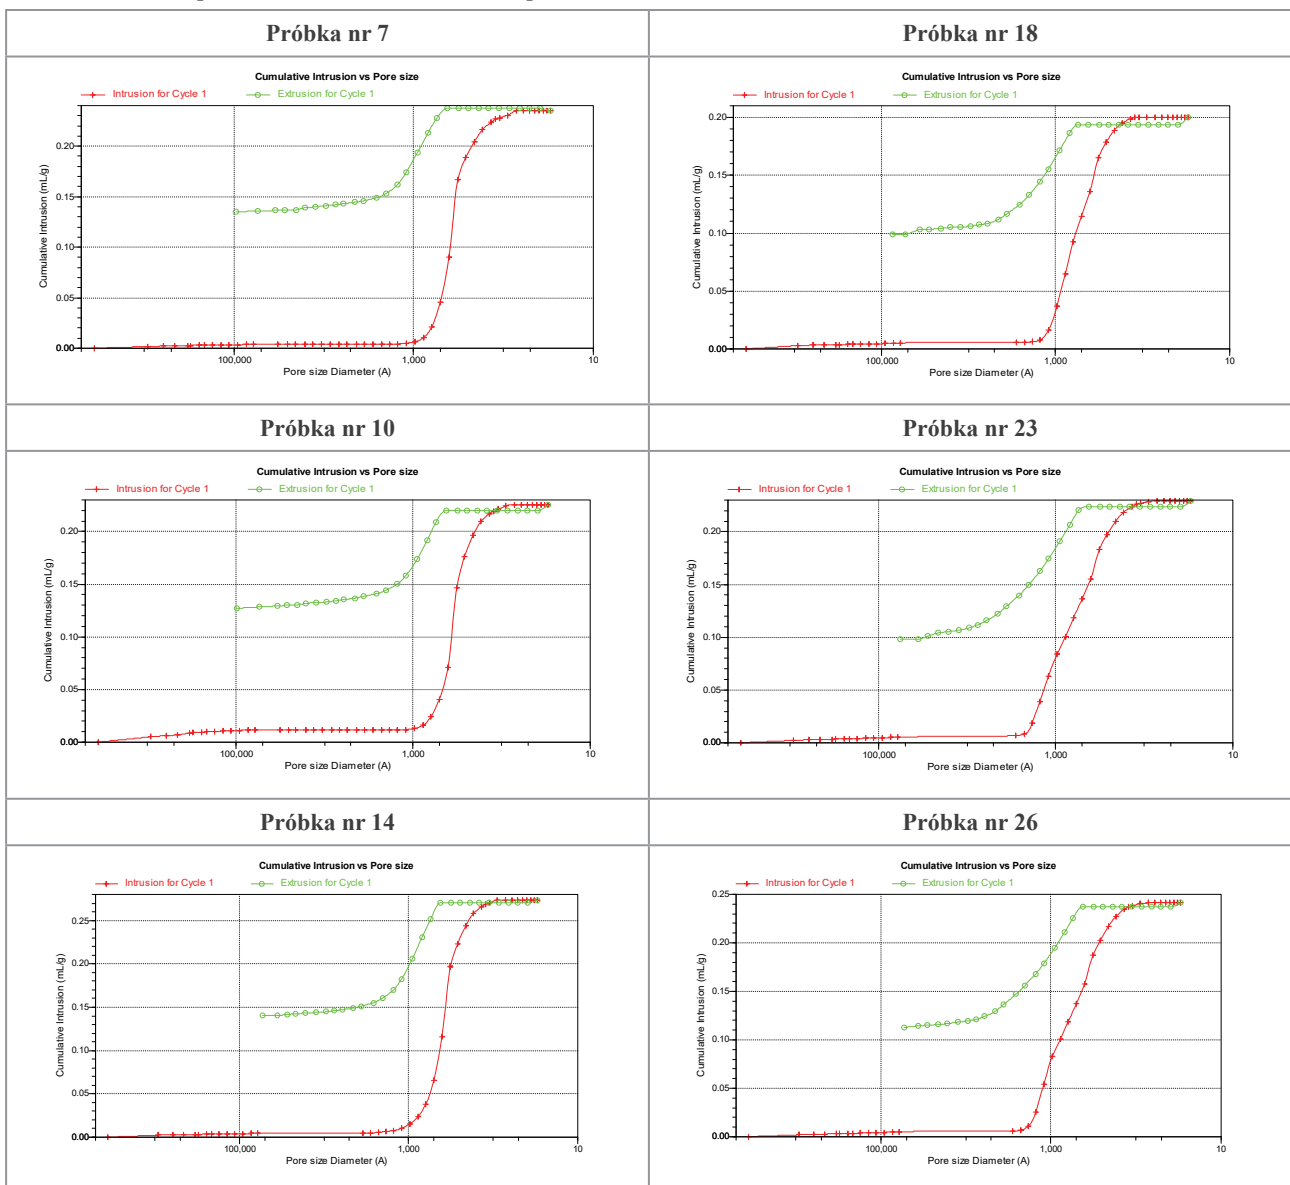 Próbka nr 7
Próbka nr 18
Cumulative Intrusion vs Pore size
Intrusion for Cycle 1
Extrusion for Cycle 1
Cumulative Intrusion (mL/g)
0.20
0.15
0.10
0.05
0.00
100,000
1,000
10
Pore size Diameter (A)
Cumulative Intrusion vs Pore size
Intrusion for Cycle 1
Extrusion for Cycle 1
Cumulative Intrusion (mL/g)
0.20
0.15
0.10
0.05
0.00
100,000
1,000
10
Pore size Diameter (A)
Próbka nr 10
Próbka nr 23
Cumulative Intrusion vs Pore size
Intrusion for Cycle 1
Extrusion for Cycle 1
Cumulative Intrusion (mL/g)
0.20
0.15
0.10
0.05
0.00
100,000
1,000
10
Pore size Diameter (A)
Cumulative Intrusion vs Pore size
Intrusion for Cycle 1
Extrusion for Cycle 1
Cumulative Intrusion (mL/g)
0.20
0.15
0.10
0.05
0.00
100,000
1,000
10
Pore size Diameter (A)
Próbka nr 14
Próbka nr 26
Cumulative Intrusion vs Pore size
Intrusion for Cycle 1
Extrusion for Cycle 1
Cumulative Intrusion (mL/g)
0.25
0.20
0.15
0.10
0.05
0.00
100,000
1,000
10
Pore size Diameter (A)
Cumulative Intrusion vs Pore size
Intrusion for Cycle 1
Extrusion for Cycle 1
Cumulative Intrusion (mL/g)
0.25
0.20
0.15
0.10
0.05
0.00
100,000
1,000
10
Pore size Diameter (A)